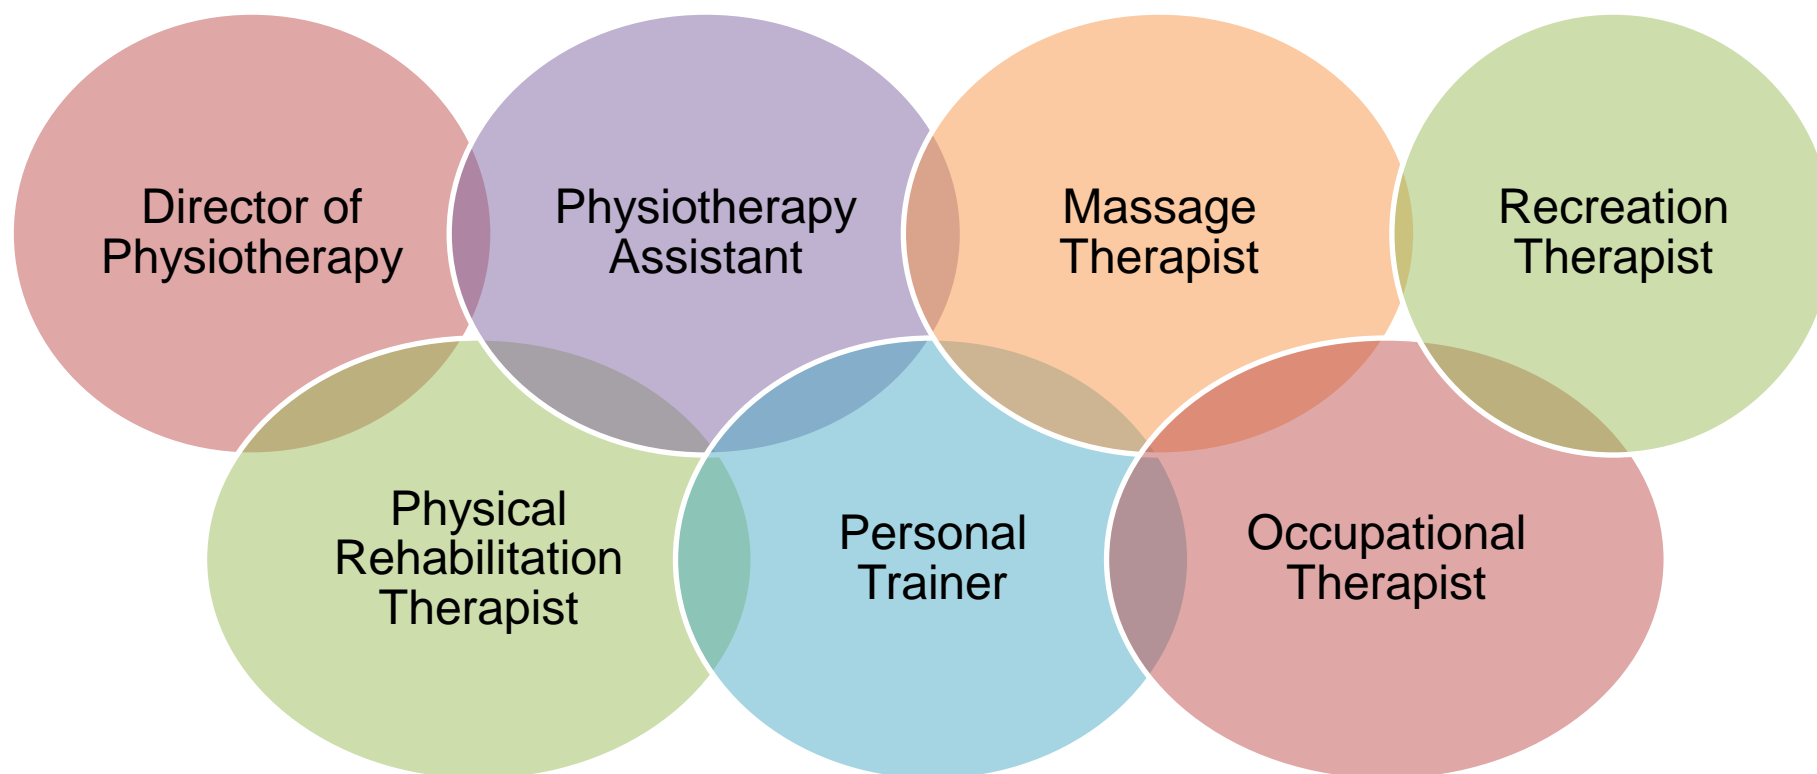 Director of
Physiotherapy
Physiotherapy
Assistant
Massage
Therapist
Recreation
Therapist
Physical
Rehabilitation
Therapist
Personal
Trainer
Occupational
Therapist